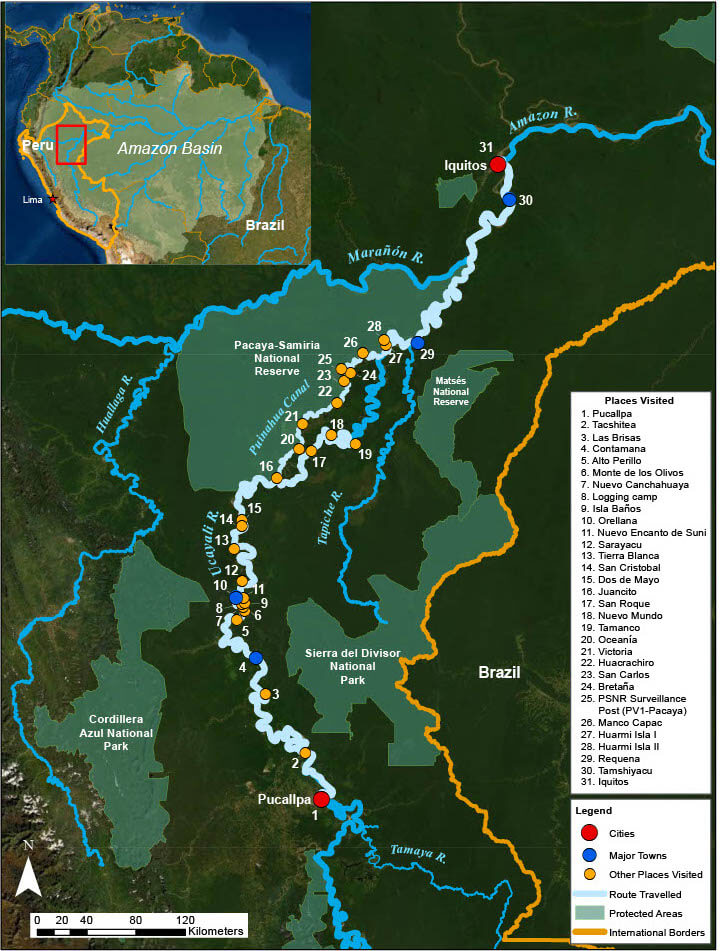 Peru
Amazon Basin
Lima
Brazil
Amazon R.
31
Iquitos
30
Marañón R.
28
26
Pacaya-Samiria
National
Reserve
27
29
25
23
24
22
Matsés
National
Reserve
Huallaga R.
Puinahua Canal
21
18
20
17
19
16
Tapiche R.
15
14
Ucayali R.
13
12
11
10
9
8
6
7
5
4
Sierra del Divisor
National
Park
Brazil
3
Cordillera
Azul National
Park
2
Pucallpa
1
Tamaya R.
Places Visited
1. Pucallpa
2. Tacshitea
3. Las Brisas
4. Contamana
5. Alto Perillo
6. Monte de los Olivos
7. Nuevo Canchahuaya
8. Logging camp
9. Isla Baños
10. Orellana
11. Nuevo Encanto de Suni
12. Sarayacu
13. Tierra Blanca
14. San Cristobal
15. Dos de Mayo
16. Juancito
17. San Roque
18. Nuevo Mundo
19. Tamanco
20. Oceanía
21. Victoria
22. Huacrachiro
23. San Carlos
24. Bretaña
25. PSNR Surveillance
Post (PV1-Pacaya)
26. Manco Capac
27. Huarmi Isla I
28. Huarmi Isla II
29. Requena
30. Tamshiyacu
31. Iquitos
Legend
Cities
Major Towns
Other Places Visited
Route Travelled
Protected Areas
International Borders
N
0 20 40 80 120
Kilometers